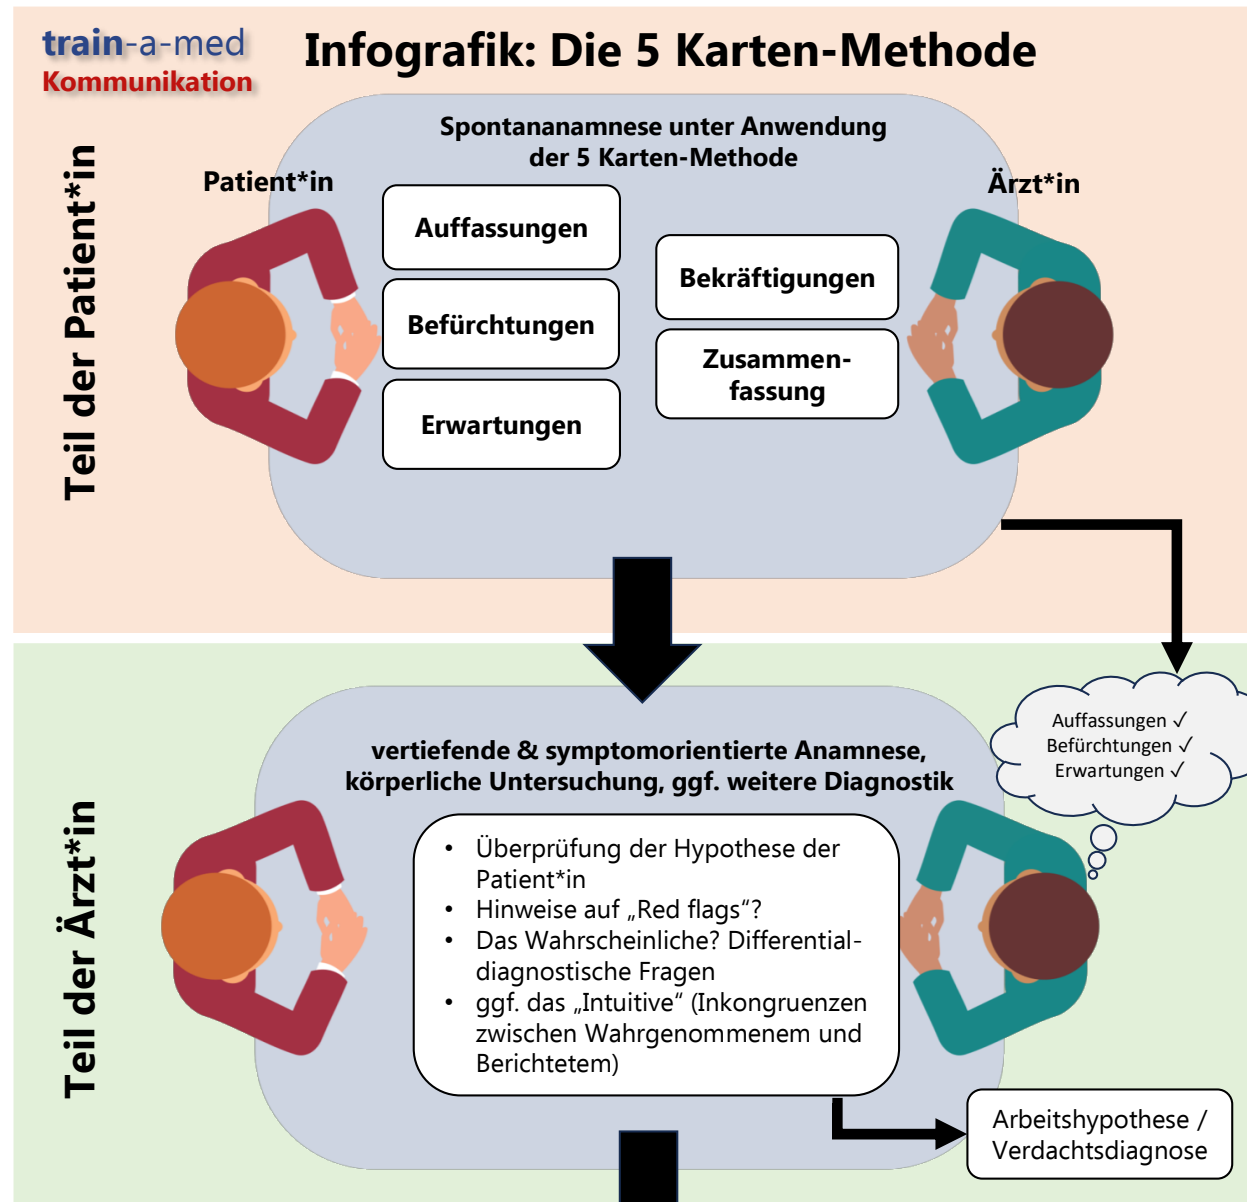 train-a-med
Kommunikation
Infografik: Die 5 Karten-Methode
Teil der Patient*in
Spontananamnese unter Anwendung
der 5 Karten-Methode
Patient*in
Ärzt*in
Auffassungen
Befürchtungen
Erwartungen
Bekräftigungen
Zusammen-
fassung
Teil der Ärzt*in
Auffassungen ✓
Befürchtungen ✓
Erwartungen ✓
vertiefende & symptomorientierte Anamnese,
körperliche Untersuchung, ggf. weitere Diagnostik
• Überprüfung der Hypothese der
Patient*in
• Hinweise auf „Red flags“?
• Das Wahrscheinliche? Differential-
diagnostische Fragen
• ggf. das „Intuitive“ (Inkongruenzen
zwischen Wahrgenommenem und
Berichtetem)
Arbeitshypothese /
Verdachtsdiagnose